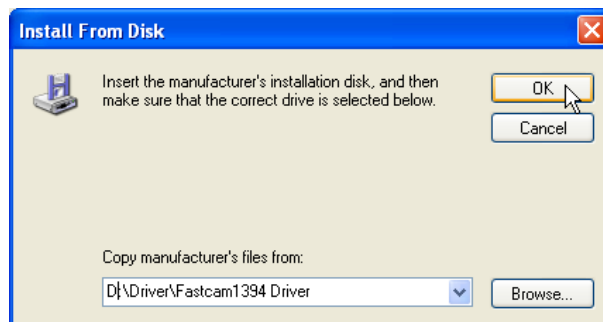 Install From Disk
Insert the manufacturer's installation disk, and then
make sure that the correct drive is selected below.
OK
Cancel
Copy manufacturer's files from:
D:\Driver\Fastcam1394 Driver
Browse...